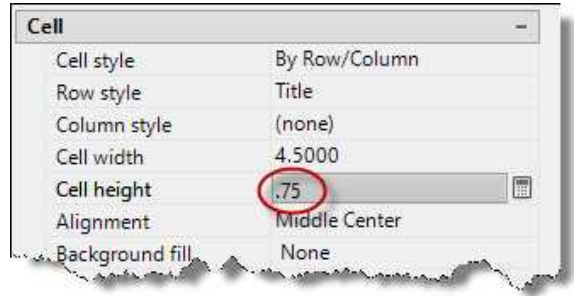 Cell –
Cell style By Row/Column
Row style Title
Column style (none)
Cell width 4.5000
Cell height .75
Alignment Middle Center
Background fill None